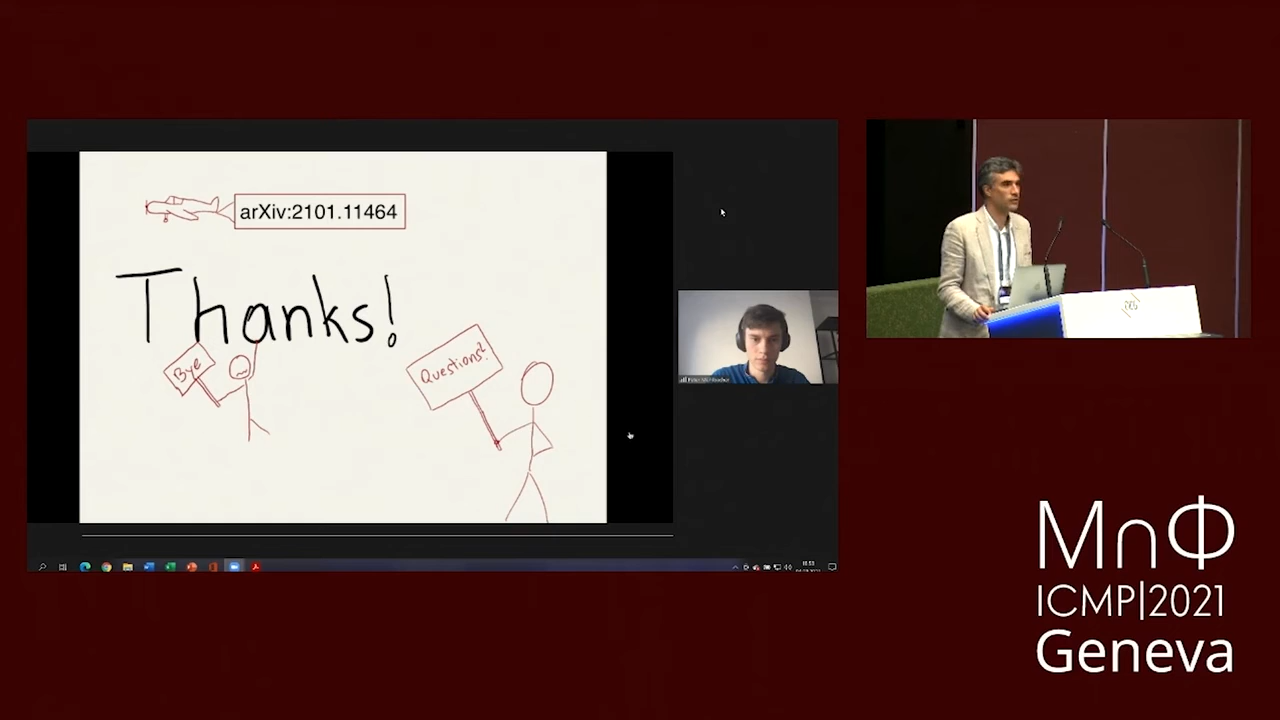 arXiv:2101.11464
Thanks!
Bye
Questions?
MnΦ
ICMP|2021
Geneva